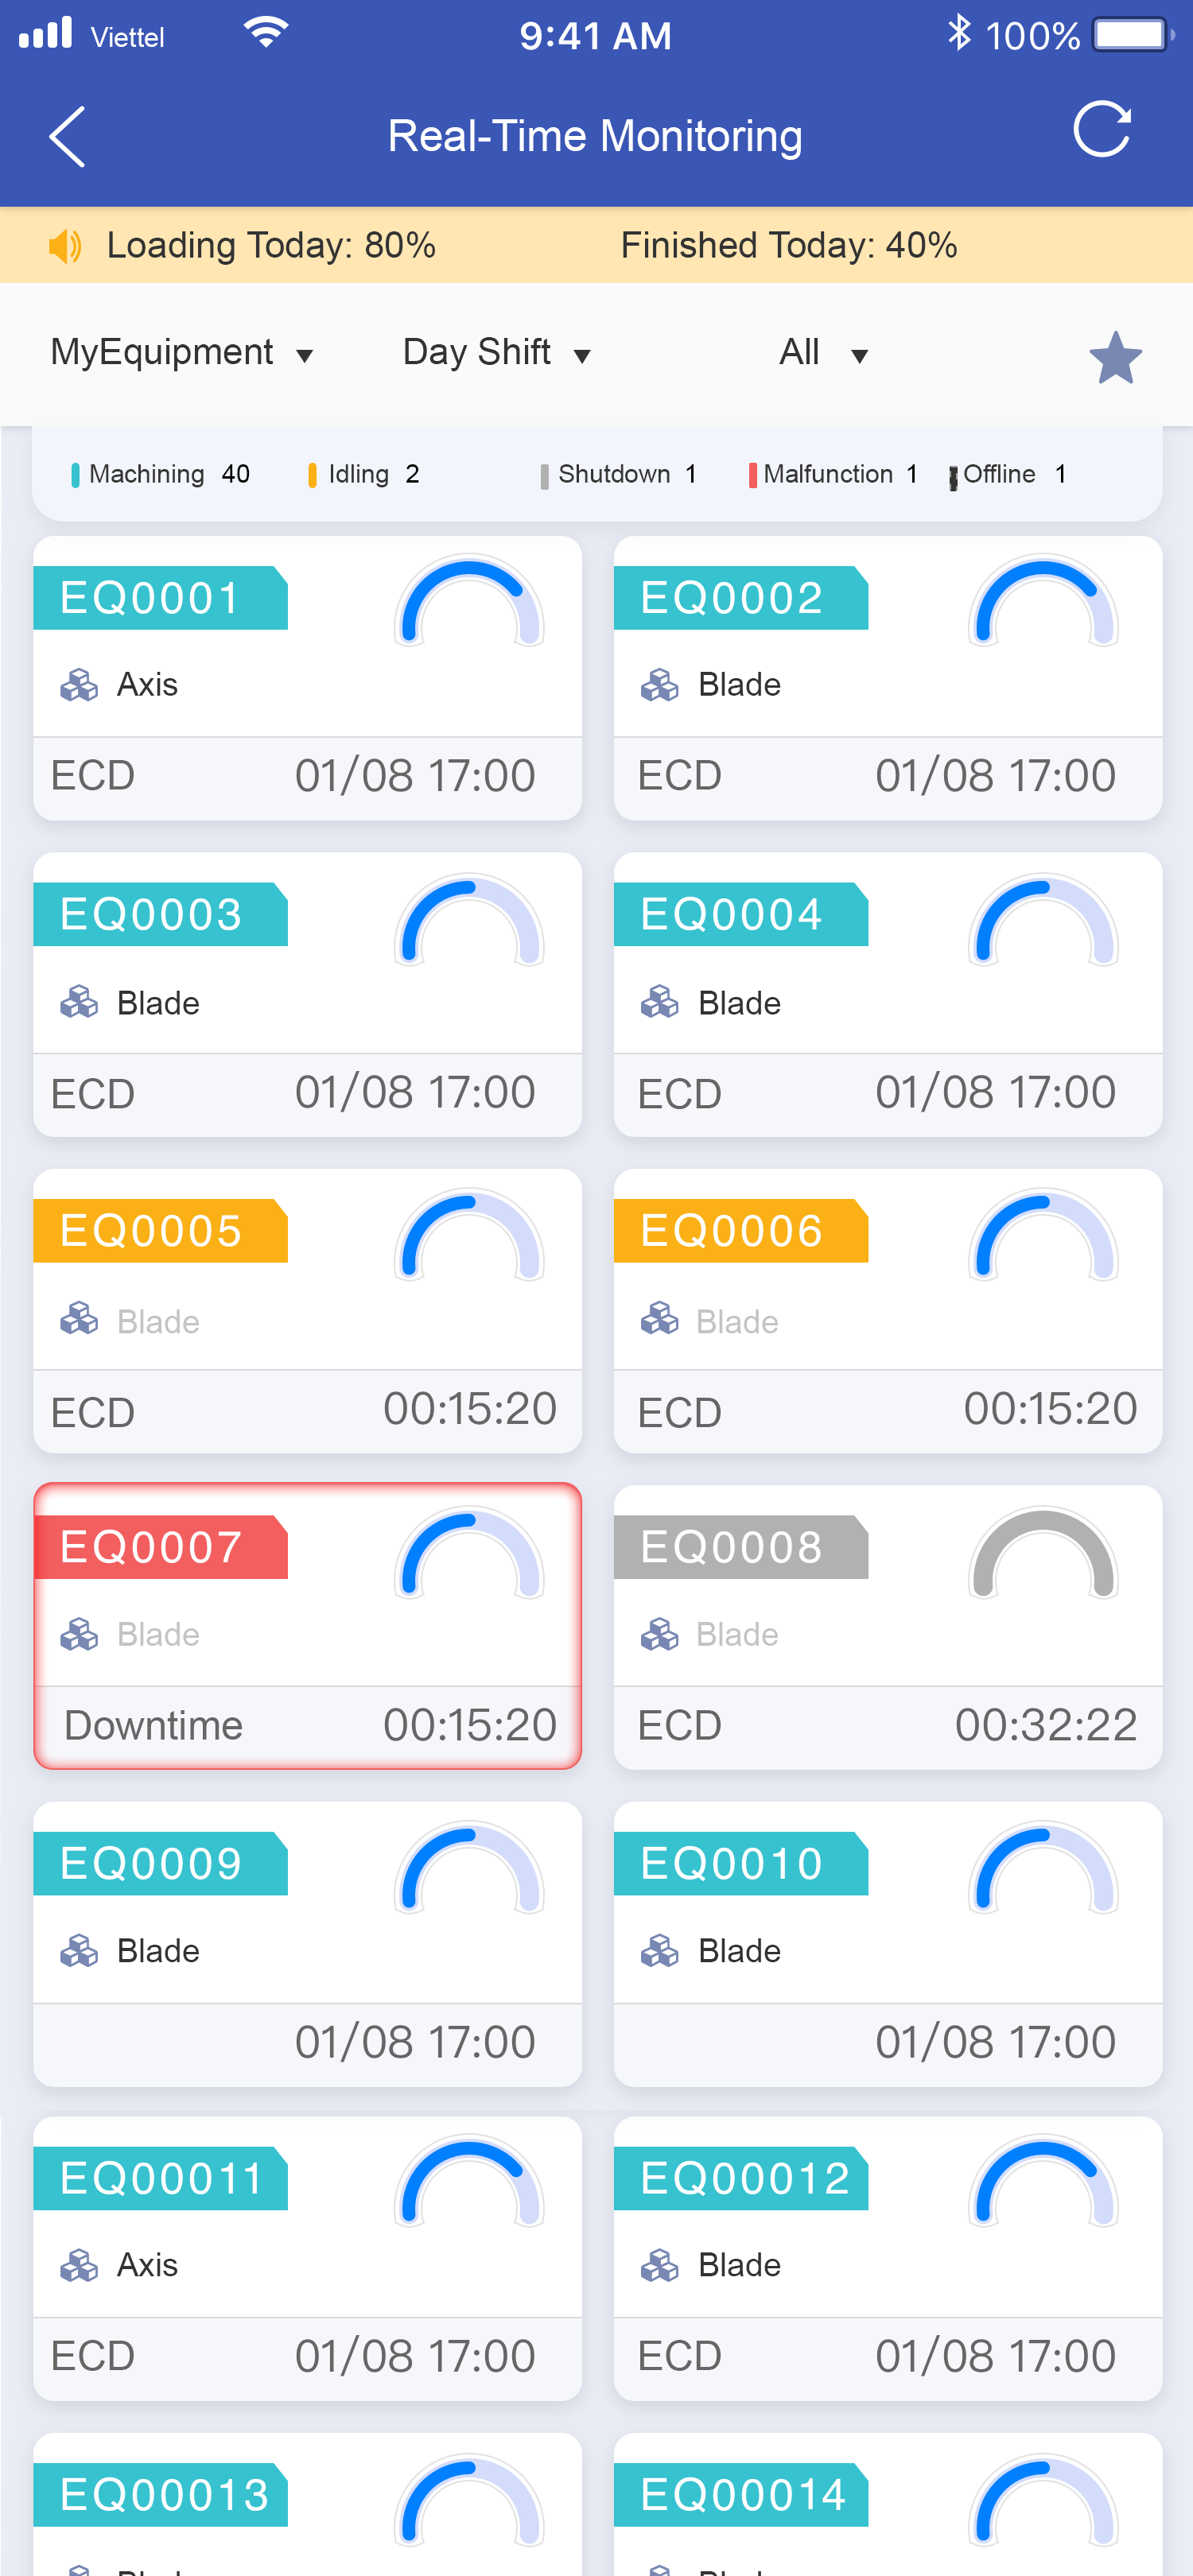 Viettel 9:41 AM 100%
Real-Time Monitoring
Loading Today: 80% Finished Today: 40%
MyEquipment Day Shift All
Machining 40 Idling 2 Shutdown 1 Malfunction 1 Offline 1
EQ0001 EQ0002
Axis Blade
ECD 01/08 17:00 ECD 01/08 17:00
EQ0003 EQ0004
Blade Blade
ECD 01/08 17:00 ECD 01/08 17:00
EQ0005 EQ0006
Blade Blade
ECD 00:15:20 ECD 00:15:20
EQ0007 EQ0008
Blade Blade
Downtime 00:15:20 ECD 00:32:22
EQ0009 EQ0010
Blade Blade
01/08 17:00 01/08 17:00
EQ00011 EQ00012
Axis Blade
ECD 01/08 17:00 ECD 01/08 17:00
EQ00013 EQ00014